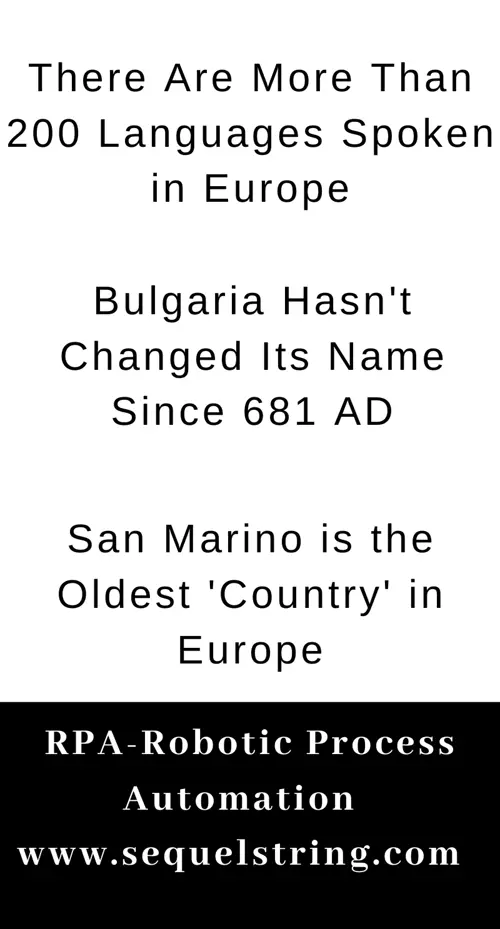 There Are More Than
200 Languages Spoken
in Europe
Bulgaria Hasn't
Changed Its Name
Since 681 AD
San Marino is the
Oldest 'Country' in
Europe
RPA-Robotic Process
Automation
www.sequelstring.com